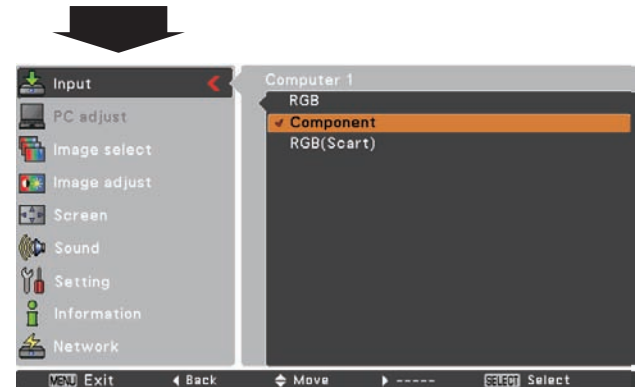 Input
PC adjust
Image select
Image adjust
Screen
Sound
Setting
Information
Network
Computer 1
RGB
Component
RGB(Scart)
MENU Exit Back Move ----- SELECT Select